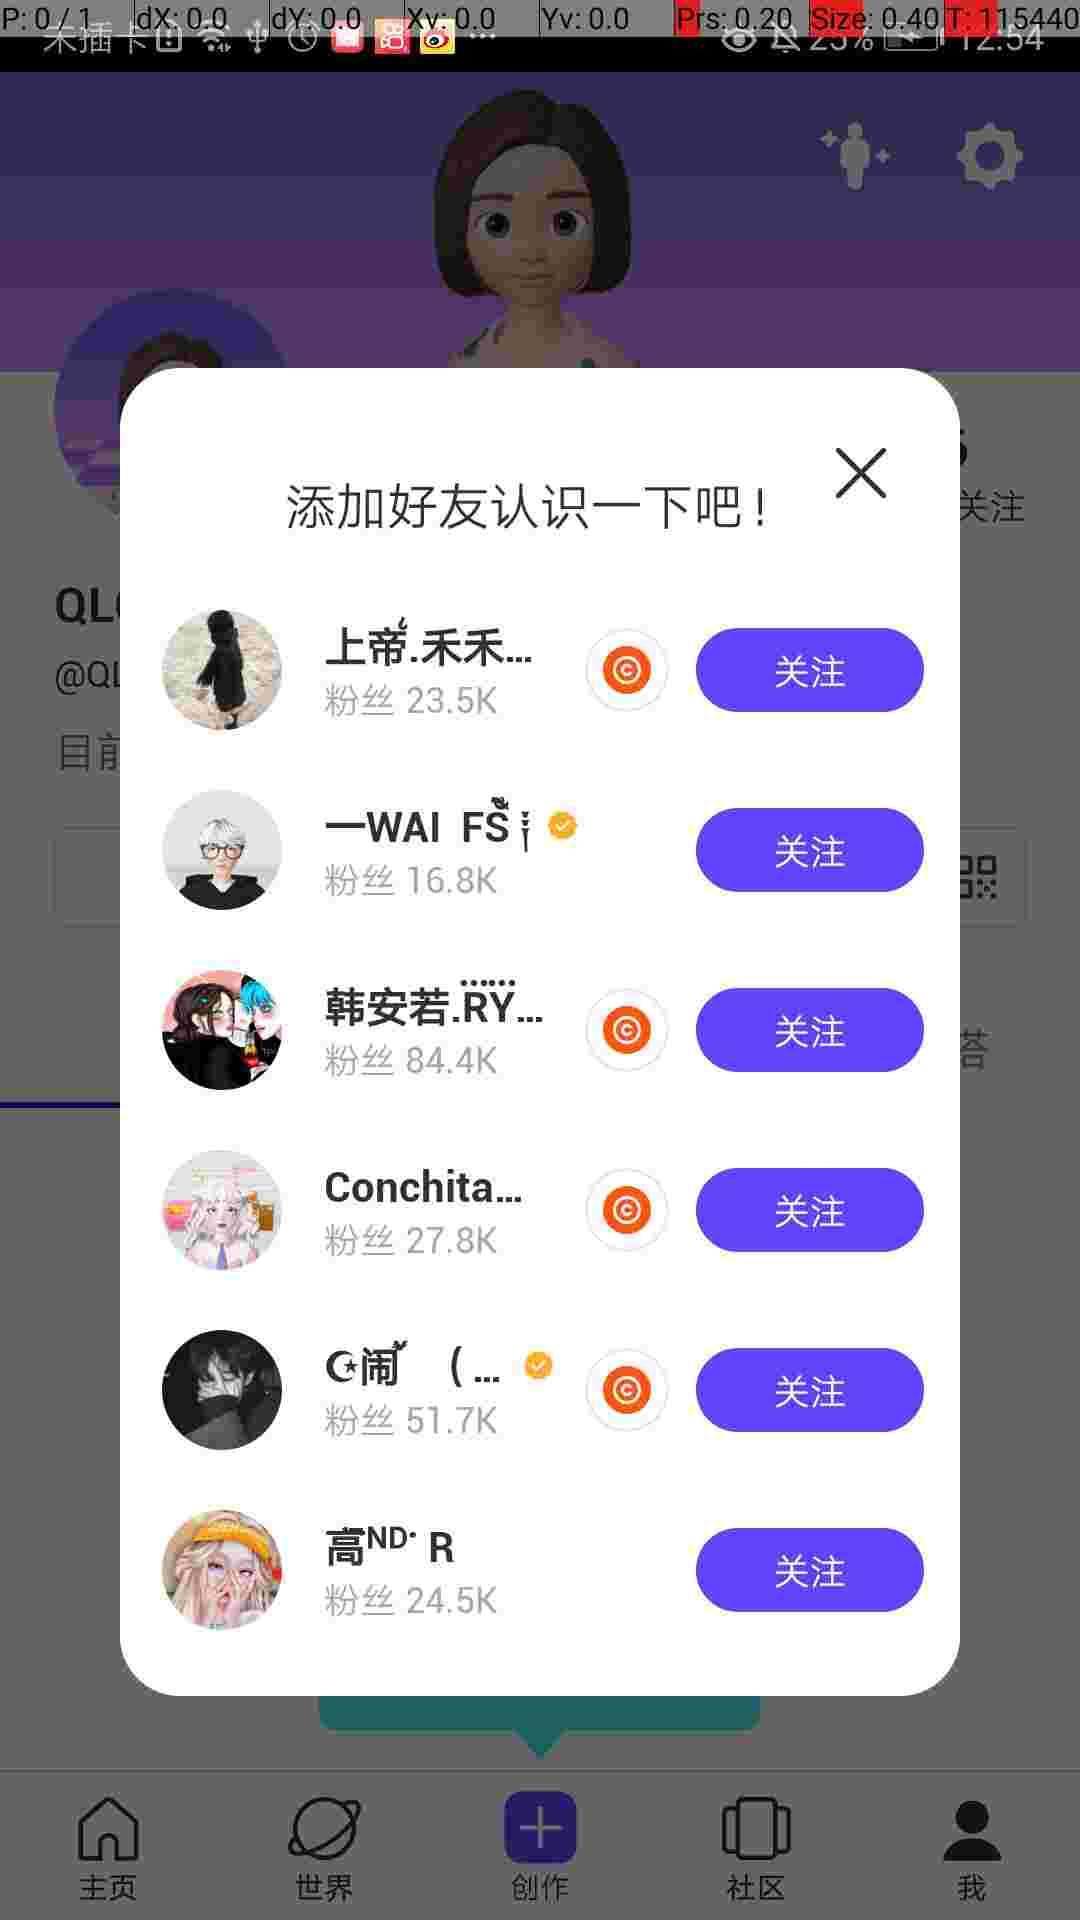 P: 0 / 1 dX: 0.0 dY: 0.0 Xv: 0.0 Yv: 0.0 Prs: 0.20 Size: 0.40 T: 115440
未插卡 23% 12:54
关注
添加好友认识一下吧!
@QL
目前
上帝.禾禾...
粉丝 23.5K
关注
一WAI FS
粉丝 16.8K
关注
韩安若.RY...
粉丝 84.4K
关注
答
Conchita...
粉丝 27.8K
关注
☪闹 ( ...
粉丝 51.7K
关注
高ᴺᴰ· R
粉丝 24.5K
关注
主页
世界
创作
社区
我